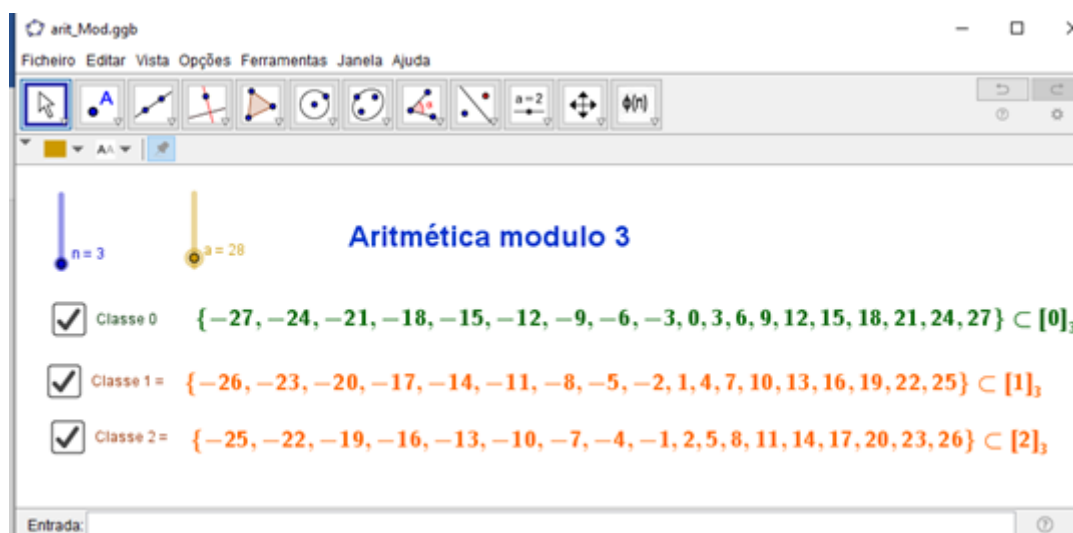 arit_Mod.ggb
Ficheiro Editar Vista Opções Ferramentas Janela Ajuda
A a=2 ϕ(n)
AA
n = 3 a = 28 Aritmética modulo 3
Classe 0 {−27, −24, −21, −18, −15, −12, −9, −6, −3, 0, 3, 6, 9, 12, 15, 18, 21, 24, 27} ⊂ [0]₃
Classe 1 = {−26, −23, −20, −17, −14, −11, −8, −5, −2, 1, 4, 7, 10, 13, 16, 19, 22, 25} ⊂ [1]₃
Classe 2 = {−25, −22, −19, −16, −13, −10, −7, −4, −1, 2, 5, 8, 11, 14, 17, 20, 23, 26} ⊂ [2]₃
Entrada: